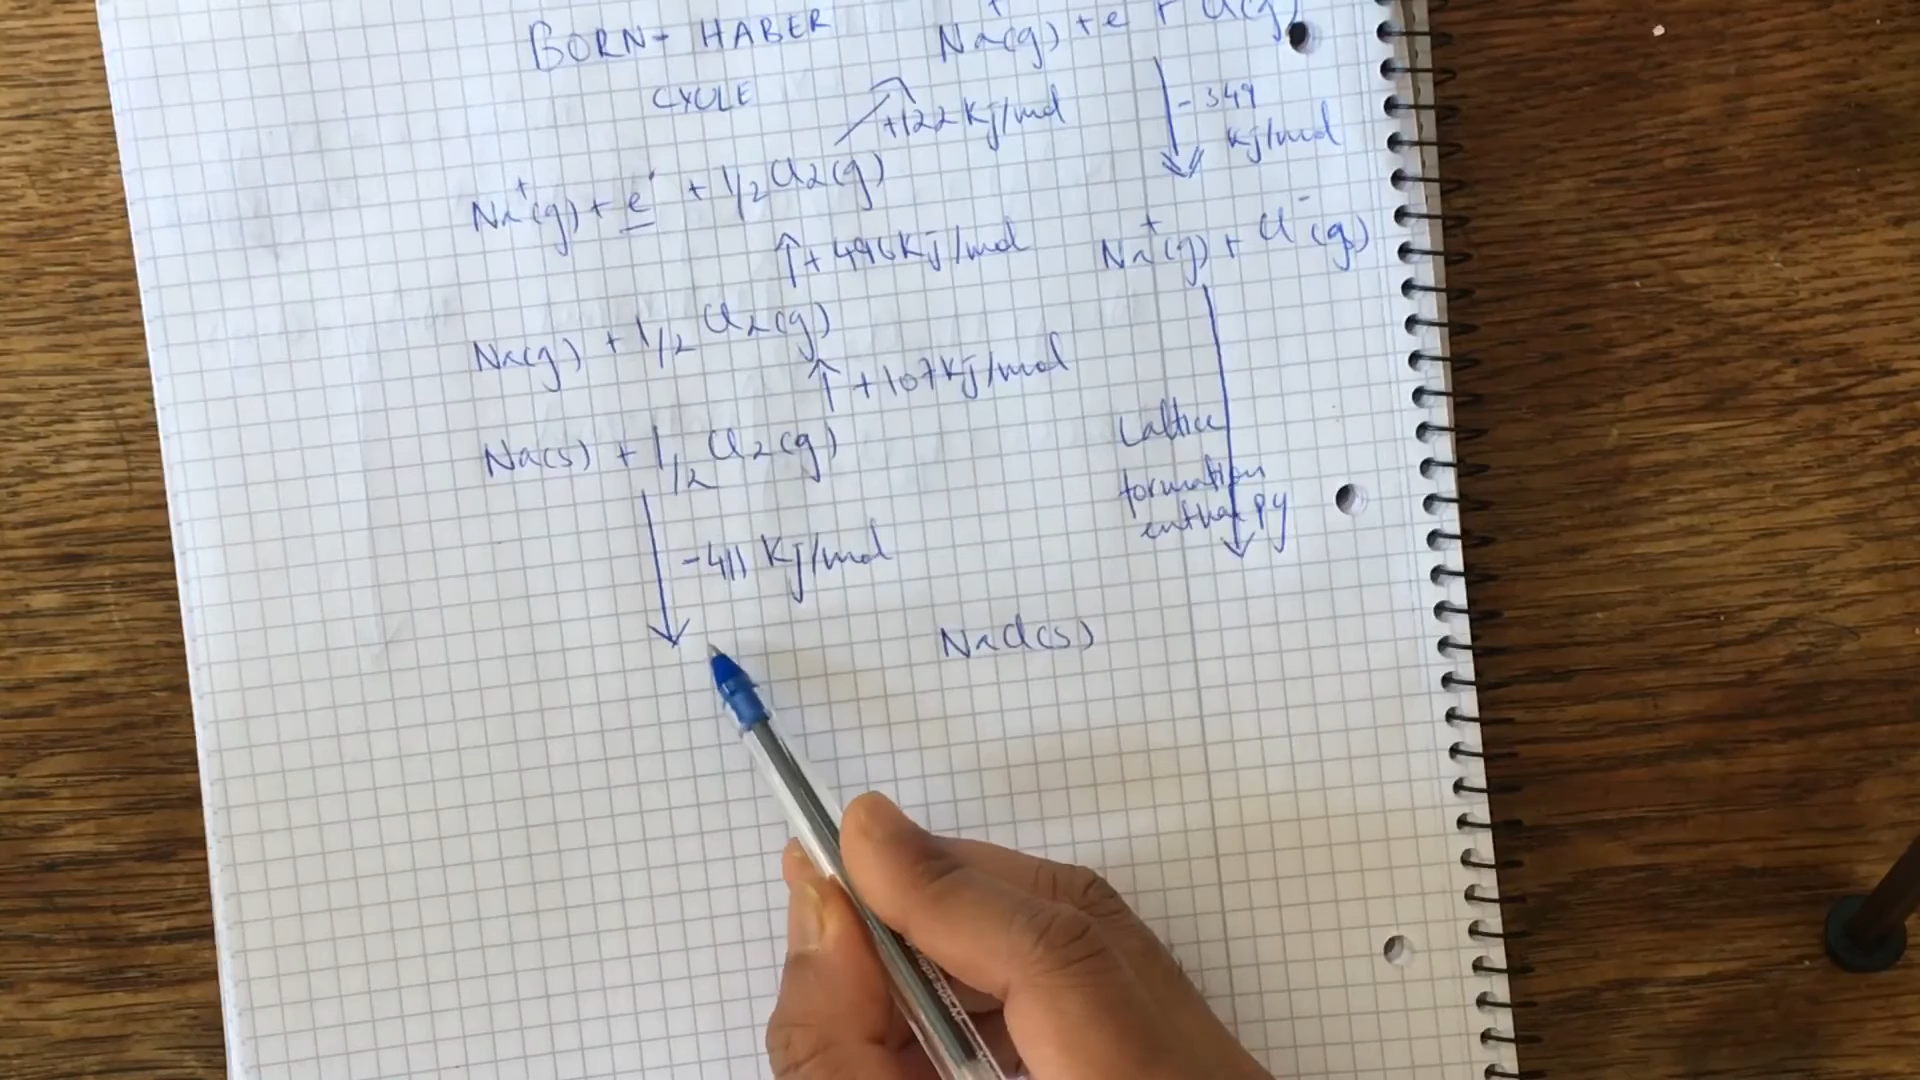 BORN- HABER
CYCLE
Na⁺(g) + e + Cl(g)
+122 KJ/mol
-349
KJ/mol
Na⁺(g) + e⁻ + 1/2 Cl2(g)
↑ + 496 KJ/mol
Na⁺(g) + Cl⁻(g)
Na(g) + 1/2 Cl2(g)
↑ + 107 KJ/mol
Na(s) + 1/2 Cl2(g)
Lattice
formation
enthalpy
-411 KJ/mol
NaCl(s)